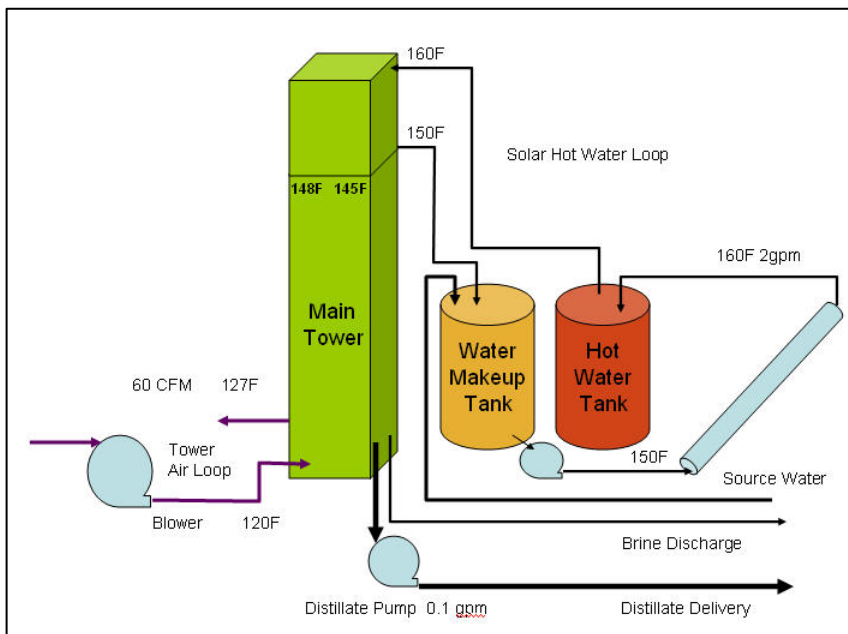 160F
150F
Solar Hot Water Loop
148F 145F
160F 2gpm
Main
Tower
Water
Makeup
Tank
Hot
Water
Tank
60 CFM 127F
Tower
Air Loop
150F
Source Water
Blower 120F
Brine Discharge
Distillate Pump 0.1 gpm
Distillate Delivery